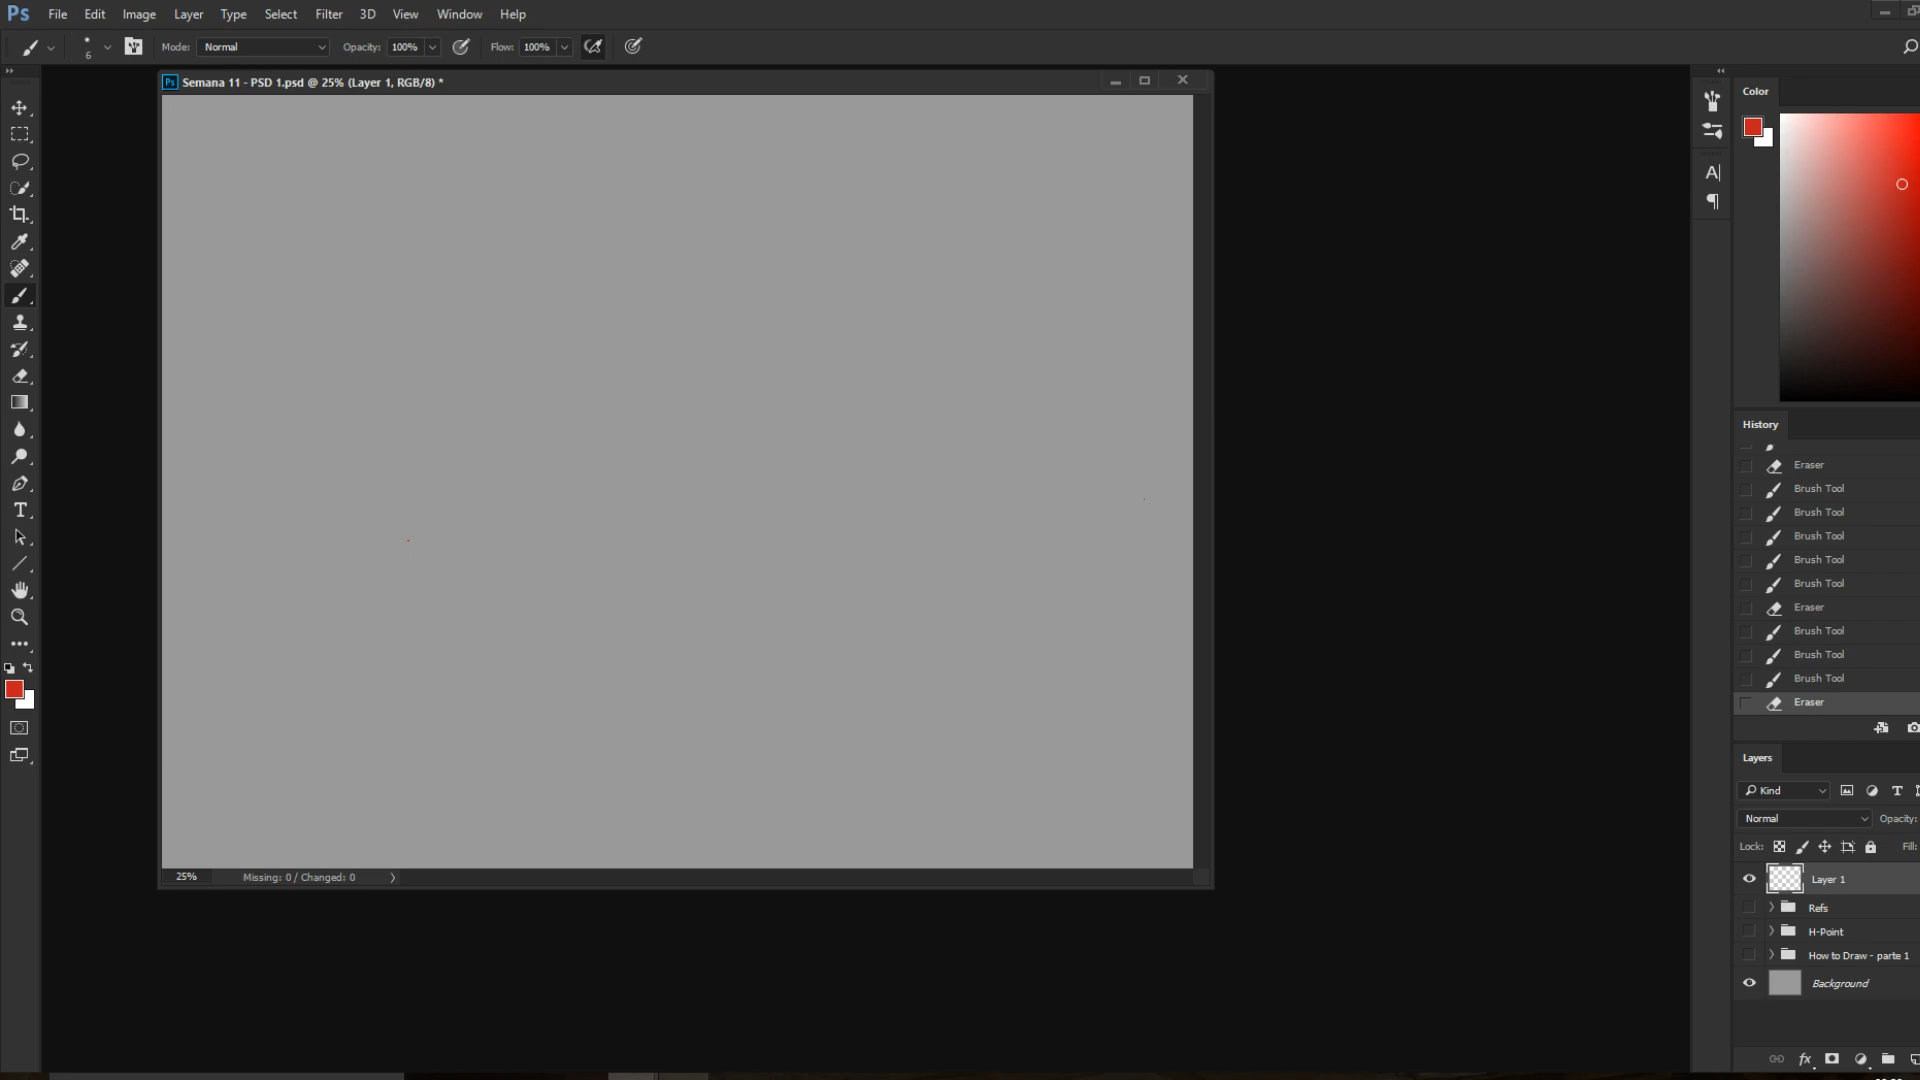 Ps File Edit Image Layer Type Select Filter 3D View Window Help
6 Mode: Normal Opacity: 100% Flow: 100%
Ps Semana 11 - PSD 1.psd @ 25% (Layer 1, RGB/8) *
Color
History
Eraser
Brush Tool
Brush Tool
Brush Tool
Brush Tool
Brush Tool
Eraser
Brush Tool
Brush Tool
Brush Tool
Eraser
Layers
Kind
Normal Opacity:
Lock: Fill:
Layer 1
Refs
H-Point
How to Draw - parte 1
Background
fx
25% Missing: 0 / Changed: 0